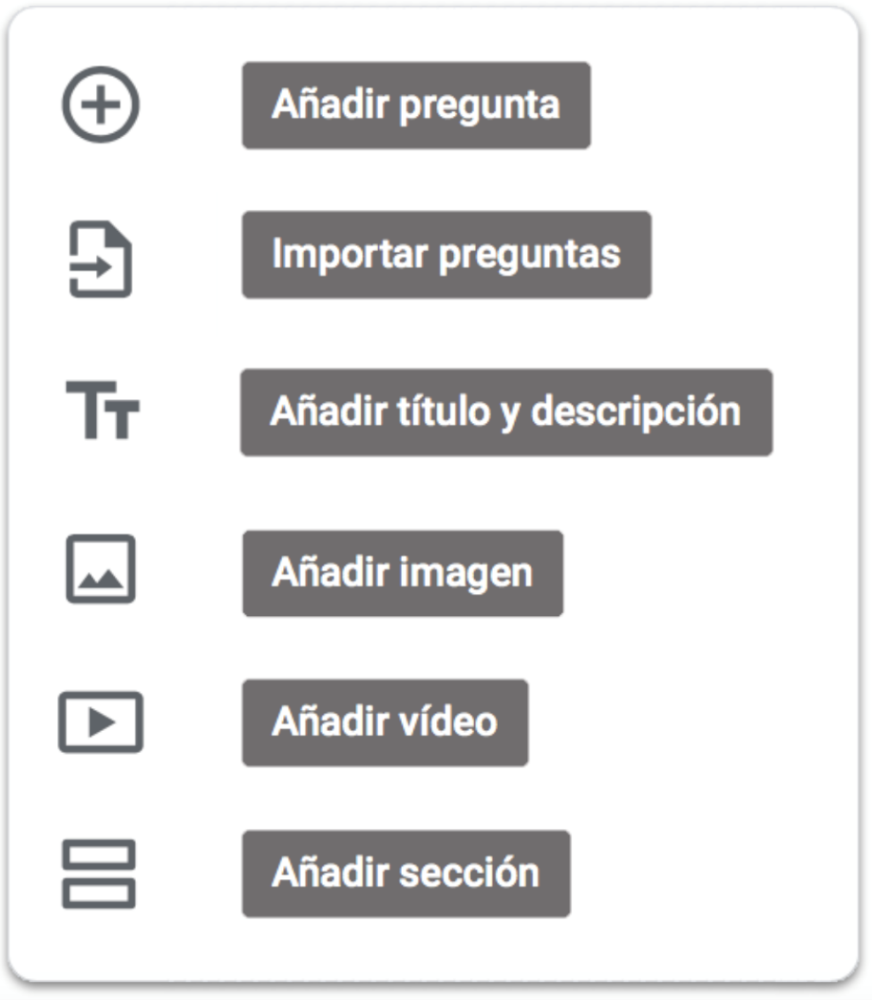 Añadir pregunta
Importar preguntas
Añadir título y descripción
Añadir imagen
Añadir vídeo
Añadir sección